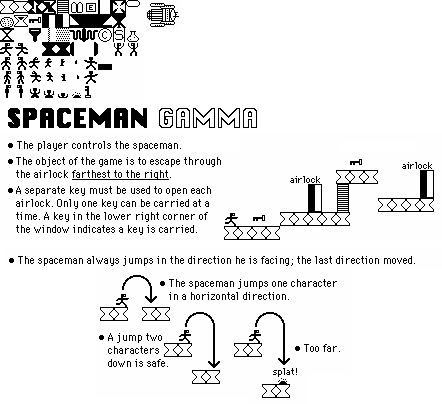 SPACEMAN GAMMA
• The player controls the spaceman.
• The object of the game is to escape through
the airlock farthest to the right.
• A separate key must be used to open each
airlock. Only one key can be carried at a
time. A key in the lower right corner of
the window indicates a key is carried.
airlock
airlock
• The spaceman always jumps in the direction he is facing; the last direction moved.
• The spaceman jumps one character
in a horizontal direction.
• A jump two
characters
down is safe.
• Too far.
splat!